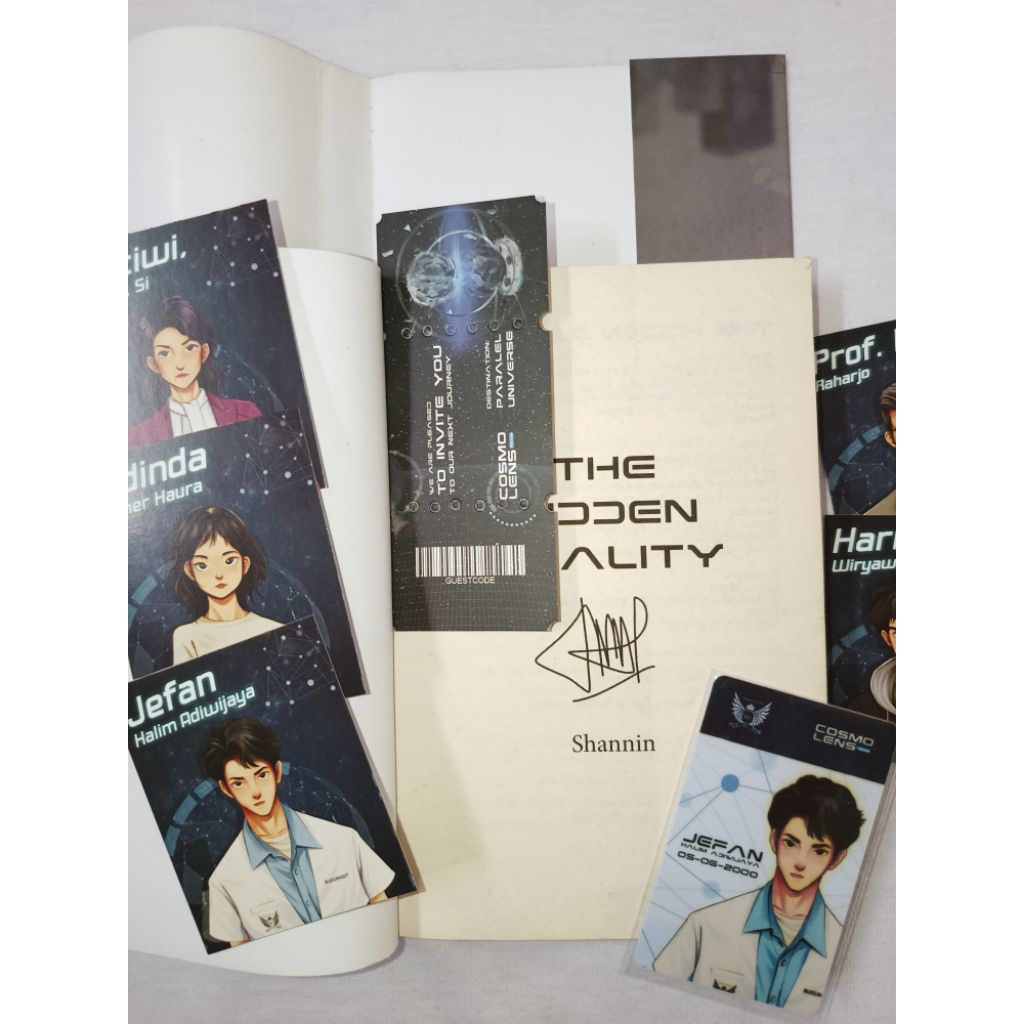 tiwi.
Si
dinda
her Haura
Jefan
Halim Adiwijaya
WE ARE PLEASED
TO INVITE YOU
TO OUR NEXT JOURNEY
DESTINATION:
PARALEL
UNIVERSE
COSMO
LENS
GUESTCODE
THE
DDEN
ALITY
Shannin
Prof.
Raharjo
Hari
Wiryaw
COSMO
LENS
JEFAN
HALIM ADIWIJAYA
05-06-2000